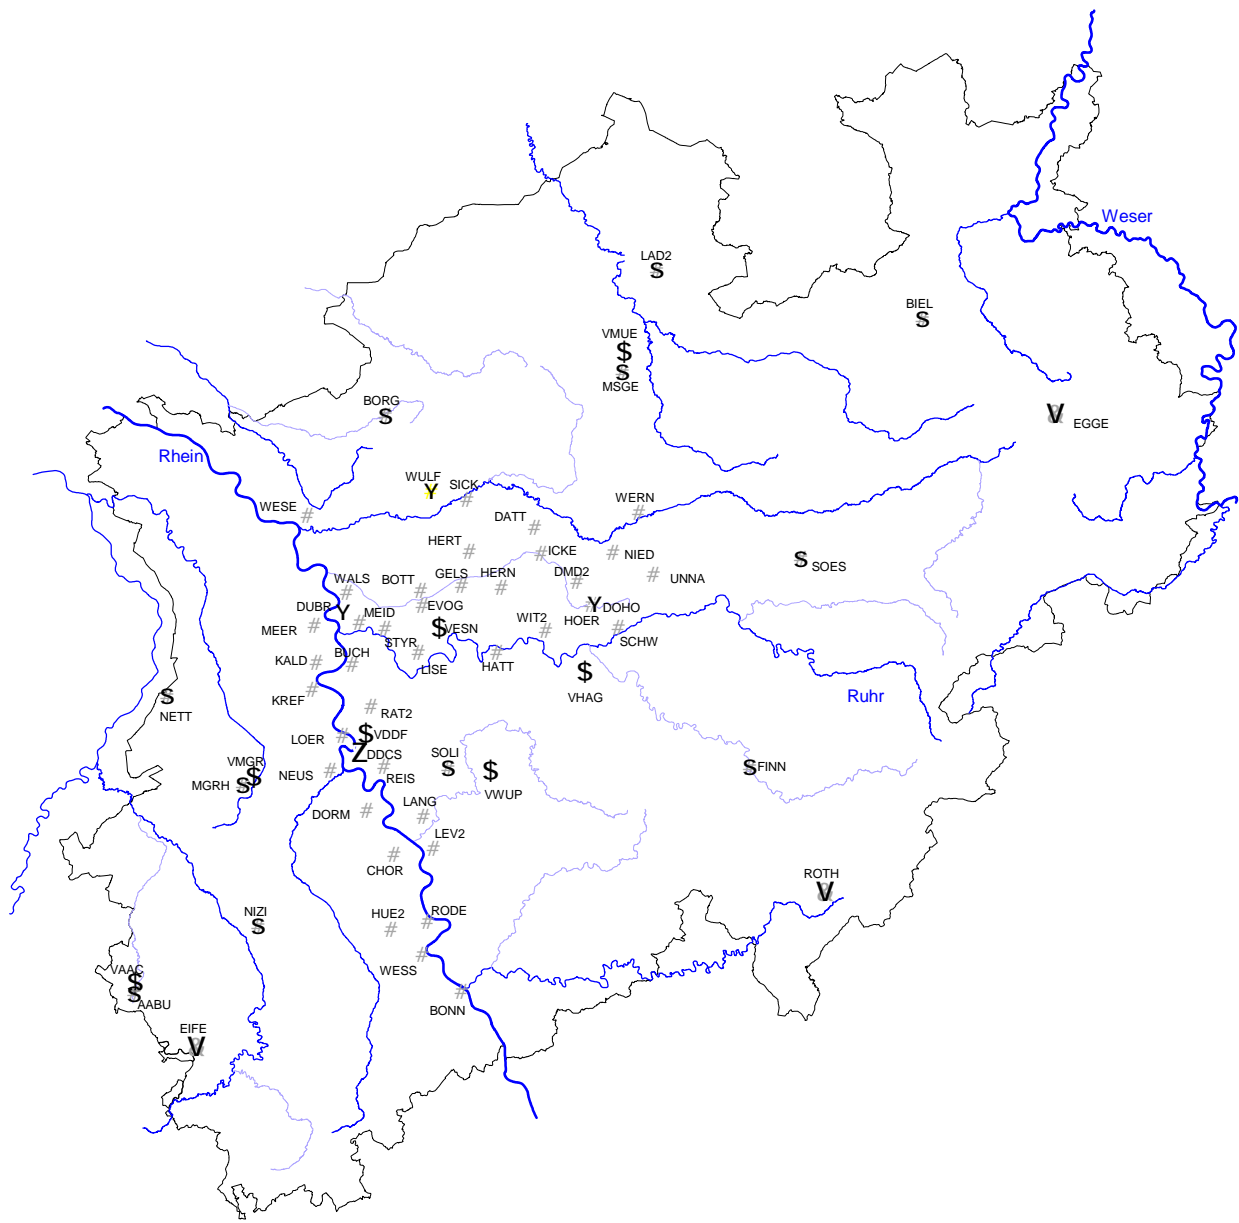 Weser
LAD2
s
BIEL
s
VMUE
$
s
MSGE
BORG
s
V
EGGE
Rhein
WULF
Y
SICK
#
WESE
#
WERN
#
DATT
#
HERT
#
#
ICKE
#
NIED
s
SOES
WALS
#
BOTT
#
GELS
#
HERN
#
DMD2
#
#
UNNA
DUBR
Y
MEID
#
#
EVOG
#
$
VESN
WIT2
#
HOER
Y
DOHO
#
SCHW
MEER
#
STYR
#
LISE
BUCH
#
KALD
#
HATT
#
$
VHAG
KREF
#
s
NETT
Ruhr
#
RAT2
LOER
#
$
VDDF
Z
DDCS
#
REIS
SOLI
s
$
VWUP
s
FINN
VMGR
$
MGRH
s
NEUS
#
DORM
#
LANG
#
LEV2
#
#
CHOR
ROTH
V
NIZI
s
HUE2
#
RODE
#
WESS
#
VAAC
$
s
AABU
BONN
#
EIFE
V